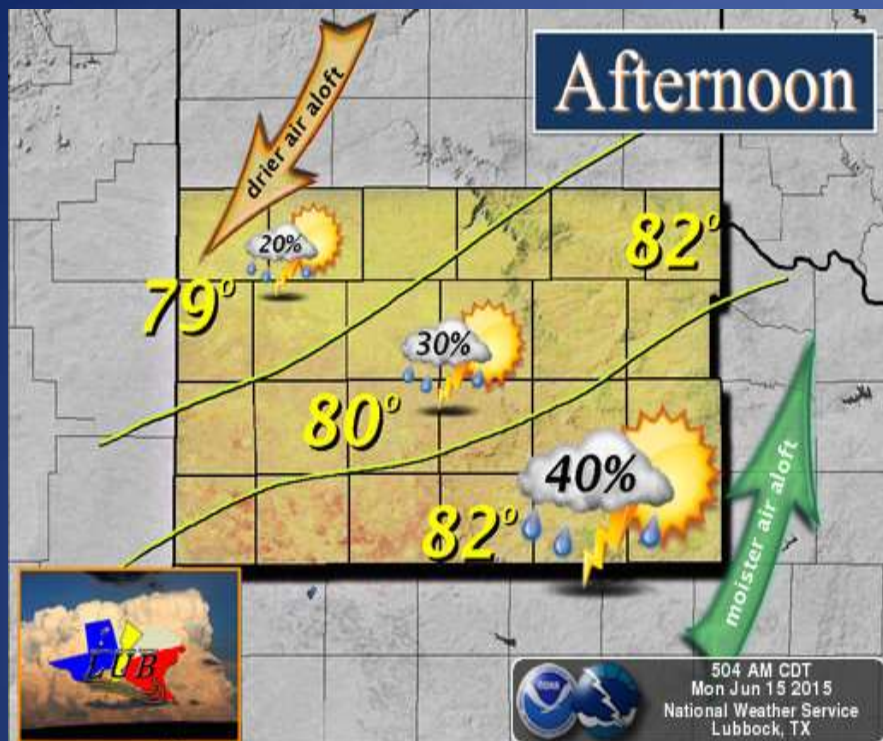 Afternoon
drier air aloft
20%
82°
79°
30%
80°
40%
82°
moister air aloft
LUB
NOAA
504 AM CDT
Mon Jun 15 2015
National Weather Service
Lubbock, TX